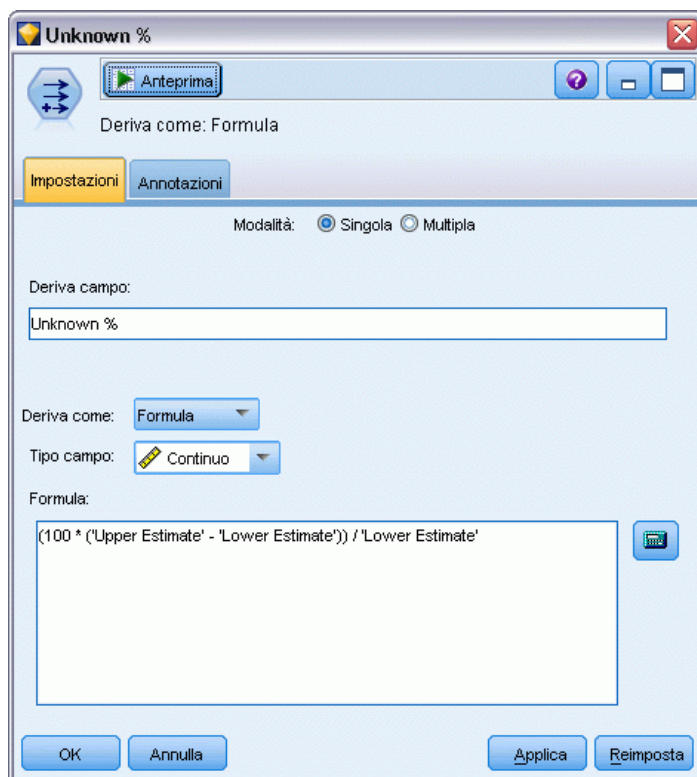 Unknown %
Anteprima
Deriva come: Formula
Impostazioni Annotazioni
Modalità: Singola Multipla
Deriva campo:
Unknown %
Deriva come: Formula
Tipo campo: Continuo
Formula:
(100 * ('Upper Estimate' - 'Lower Estimate')) / 'Lower Estimate'
OK Annulla Applica Reimposta